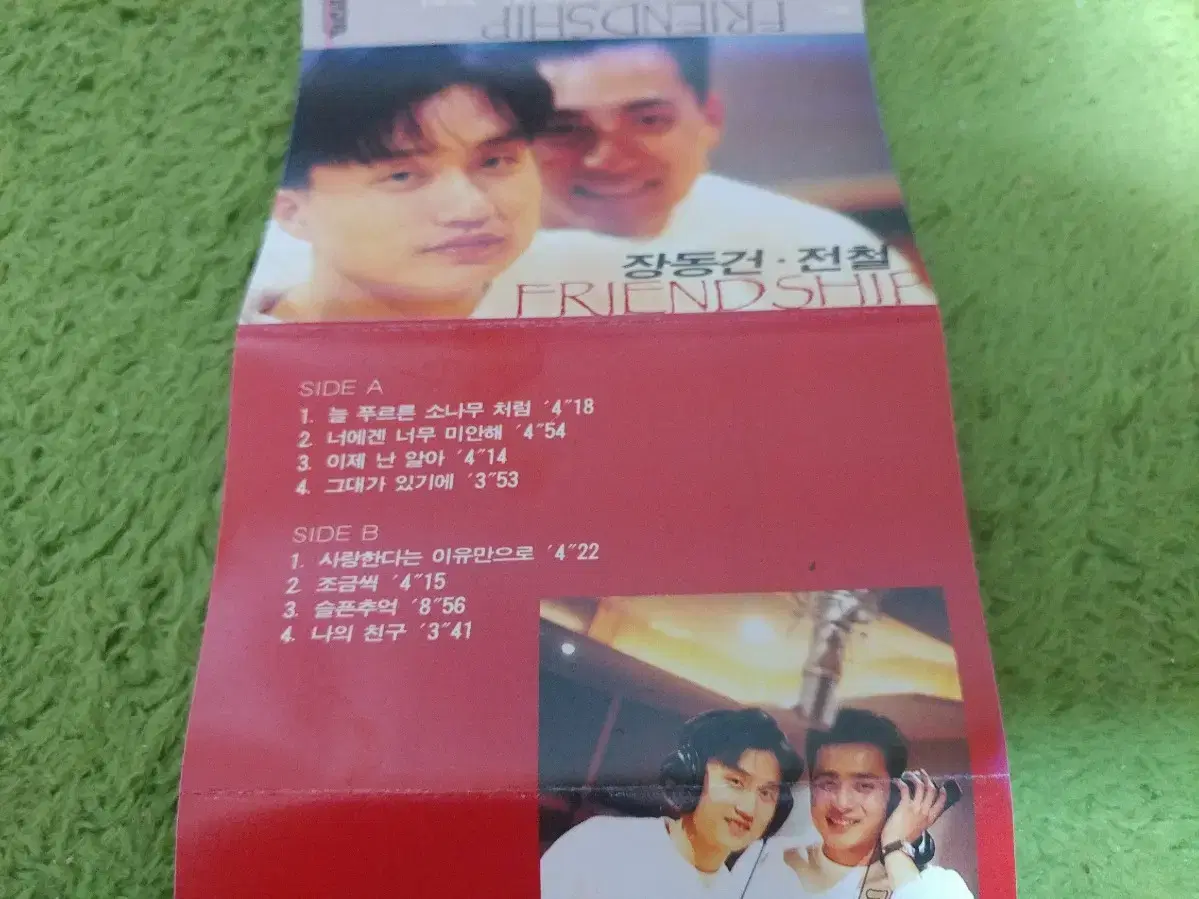 FRIENDSHIP
장동건 · 전철
FRIENDSHIP
SIDE A
1. 늘 푸르른 소나무 처럼 ´4˝18
2. 너에겐 너무 미안해 ´4˝54
3. 이제 난 알아 ´4˝14
4. 그대가 있기에 ´3˝53
SIDE B
1. 사랑한다는 이유만으로 ´4˝22
2 조금씩 ´4˝15
3. 슬픈추억 ´8˝56
4. 나의 친구 ´3˝41